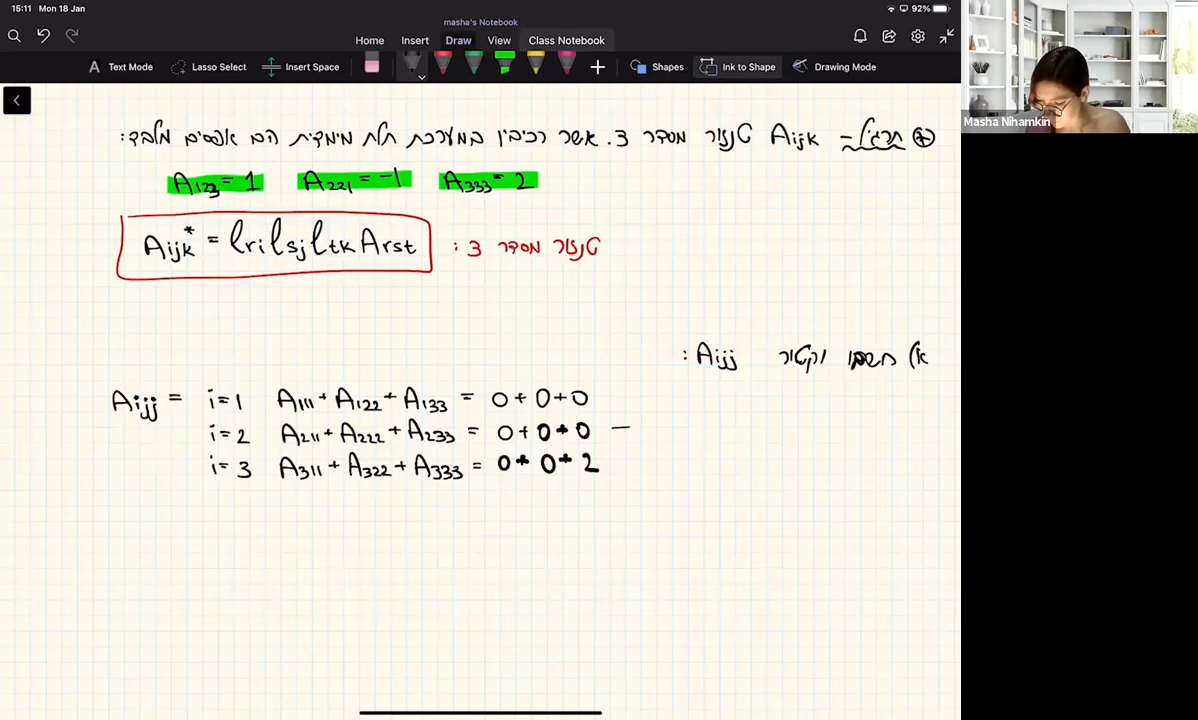 15:11 Mon 18 Jan
92%
masha's Notebook
Home Insert Draw View Class Notebook
Text Mode Lasso Select Insert Space Shapes Ink to Shape Drawing Mode
Masha Nihamkin
תרגיל - Aijk טנזור מסדר 3. אשר רכיביו במערכת תלת מימדית הם אפסים מלבד:
A123 = 1 A221 = -1 A333 = 2
טנזור מסדר 3:
Aijk* = lri lsj ltk Arst
א) חשבו וקטור Aijj:
Aijj = i=1 A111 + A122 + A133 = 0 + 0 + 0
i=2 A211 + A222 + A233 = 0 + 0 + 0 —
i=3 A311 + A322 + A333 = 0 + 0 + 2